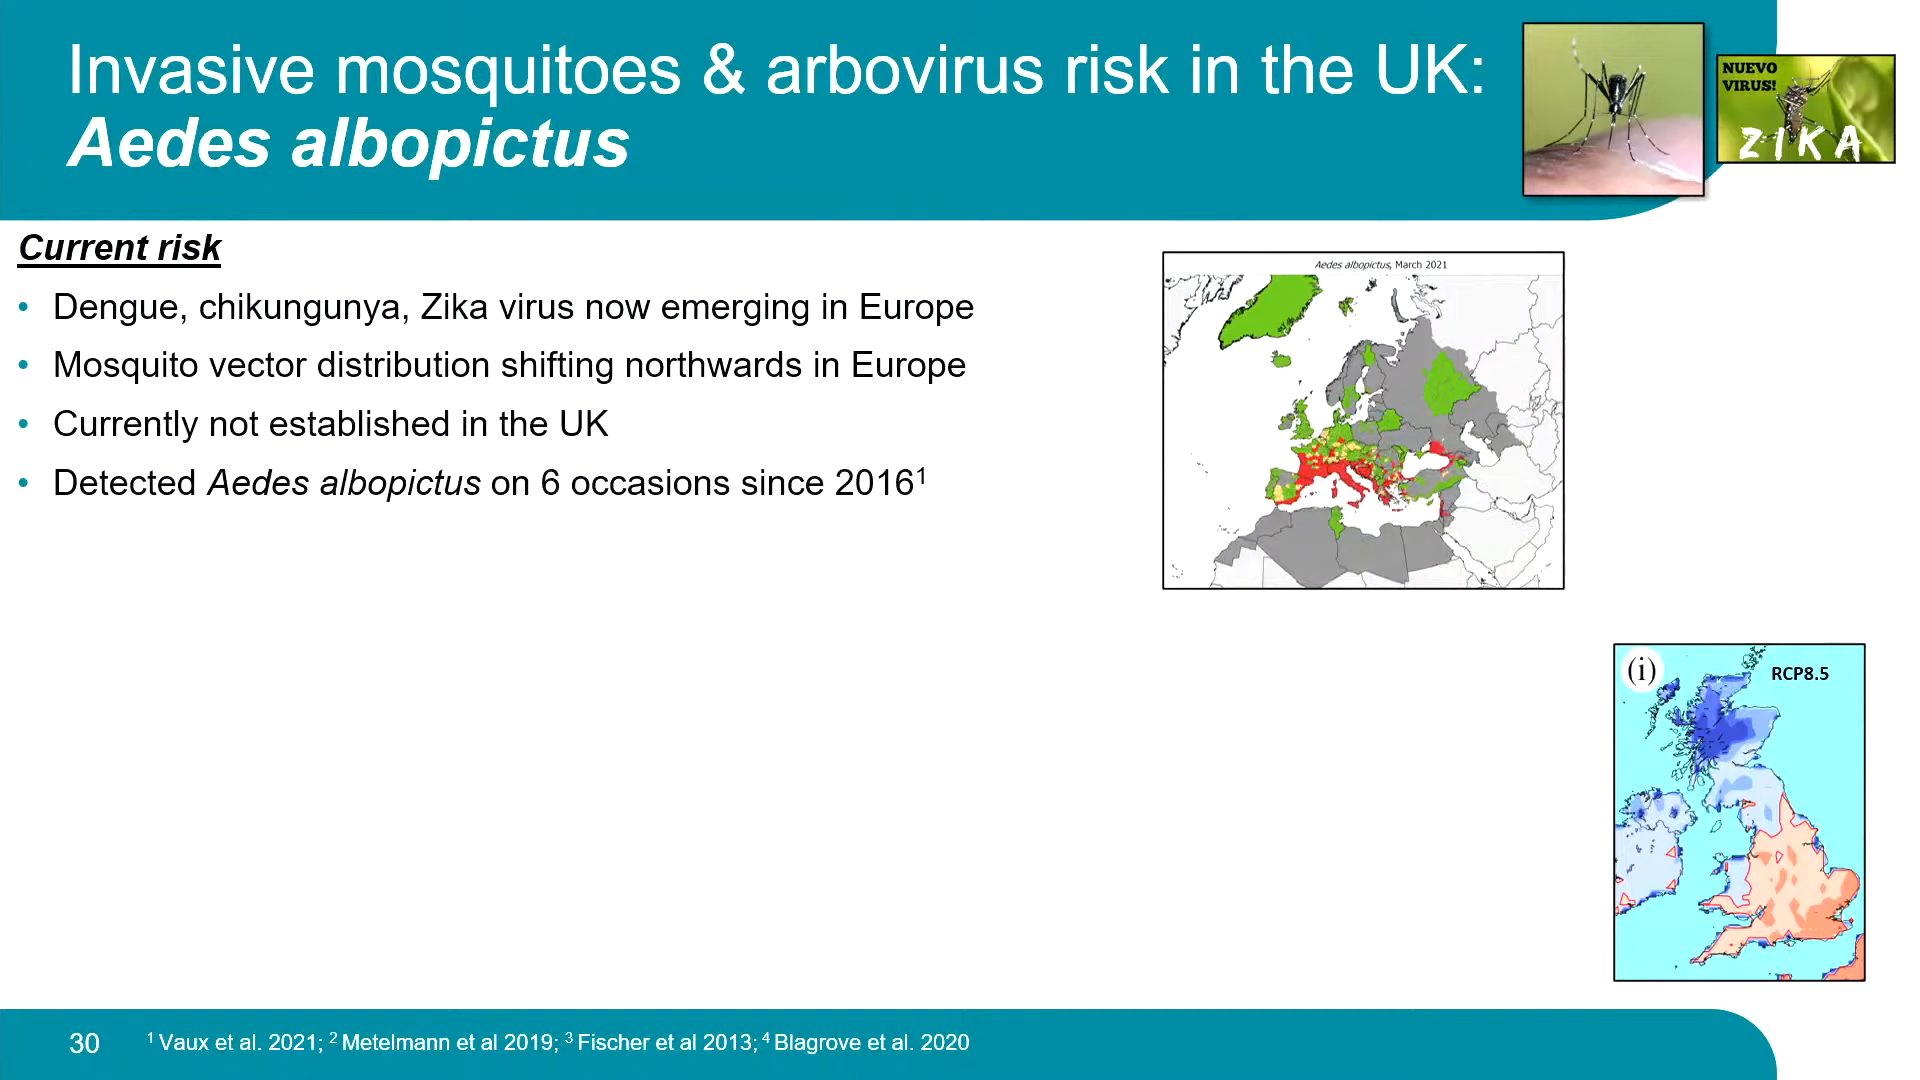 Invasive mosquitoes & arbovirus risk in the UK:
Aedes albopictus
NUEVO
VIRUS!
ZIKA
Current risk
• Dengue, chikungunya, Zika virus now emerging in Europe
• Mosquito vector distribution shifting northwards in Europe
• Currently not established in the UK
• Detected Aedes albopictus on 6 occasions since 2016¹
Aedes albopictus, March 2021
(i)
RCP8.5
30
¹ Vaux et al. 2021; ² Metelmann et al 2019; ³ Fischer et al 2013; ⁴ Blagrove et al. 2020